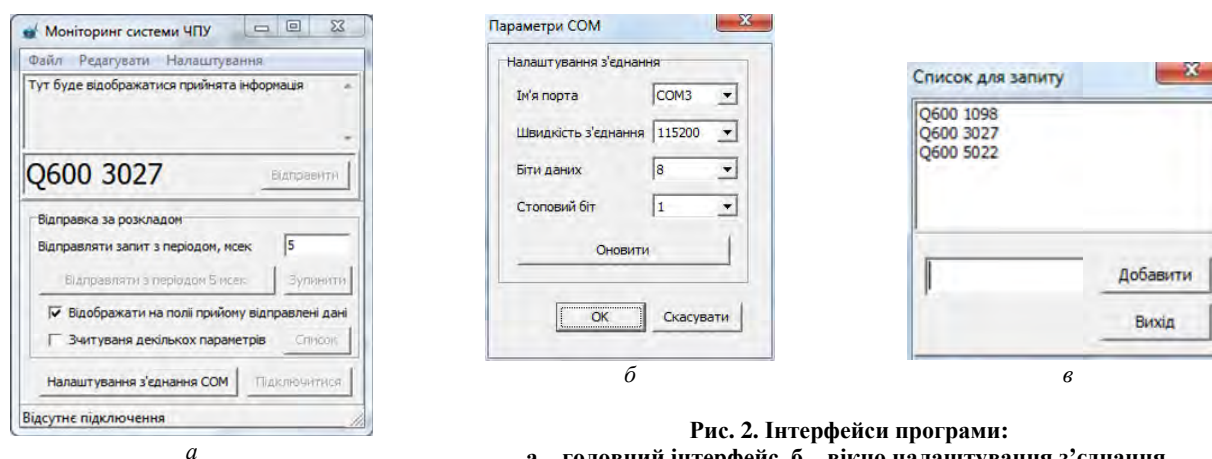 Моніторинг системи ЧПУ
Файл Редагувати Налаштування
Тут буде відображатися прийнята інформація
Q600 3027
Відправити
Відправка за розкладом
Відправляти запит з періодом, мсек
5
Відправляти з періодом 5 мсек
Зупинити
Відображати на полі прийому відправлені дані
Зчитуваня декількох параметрів
Список
Налаштування з'єднання COM
Підключитися
Відсутнє підключення
а
Параметри COM
Налаштування з'єднання
Ім'я порта
COM3
Швидкість з'єднання
115200
Біти даних
8
Стоповий біт
1
Оновити
OK
Скасувати
б
Список для запиту
Q600 1098
Q600 3027
Q600 5022
Добавити
Вихід
в
Рис. 2. Інтерфейси програми:
а – головний інтерфейс, б – вікно налаштування з’єднання